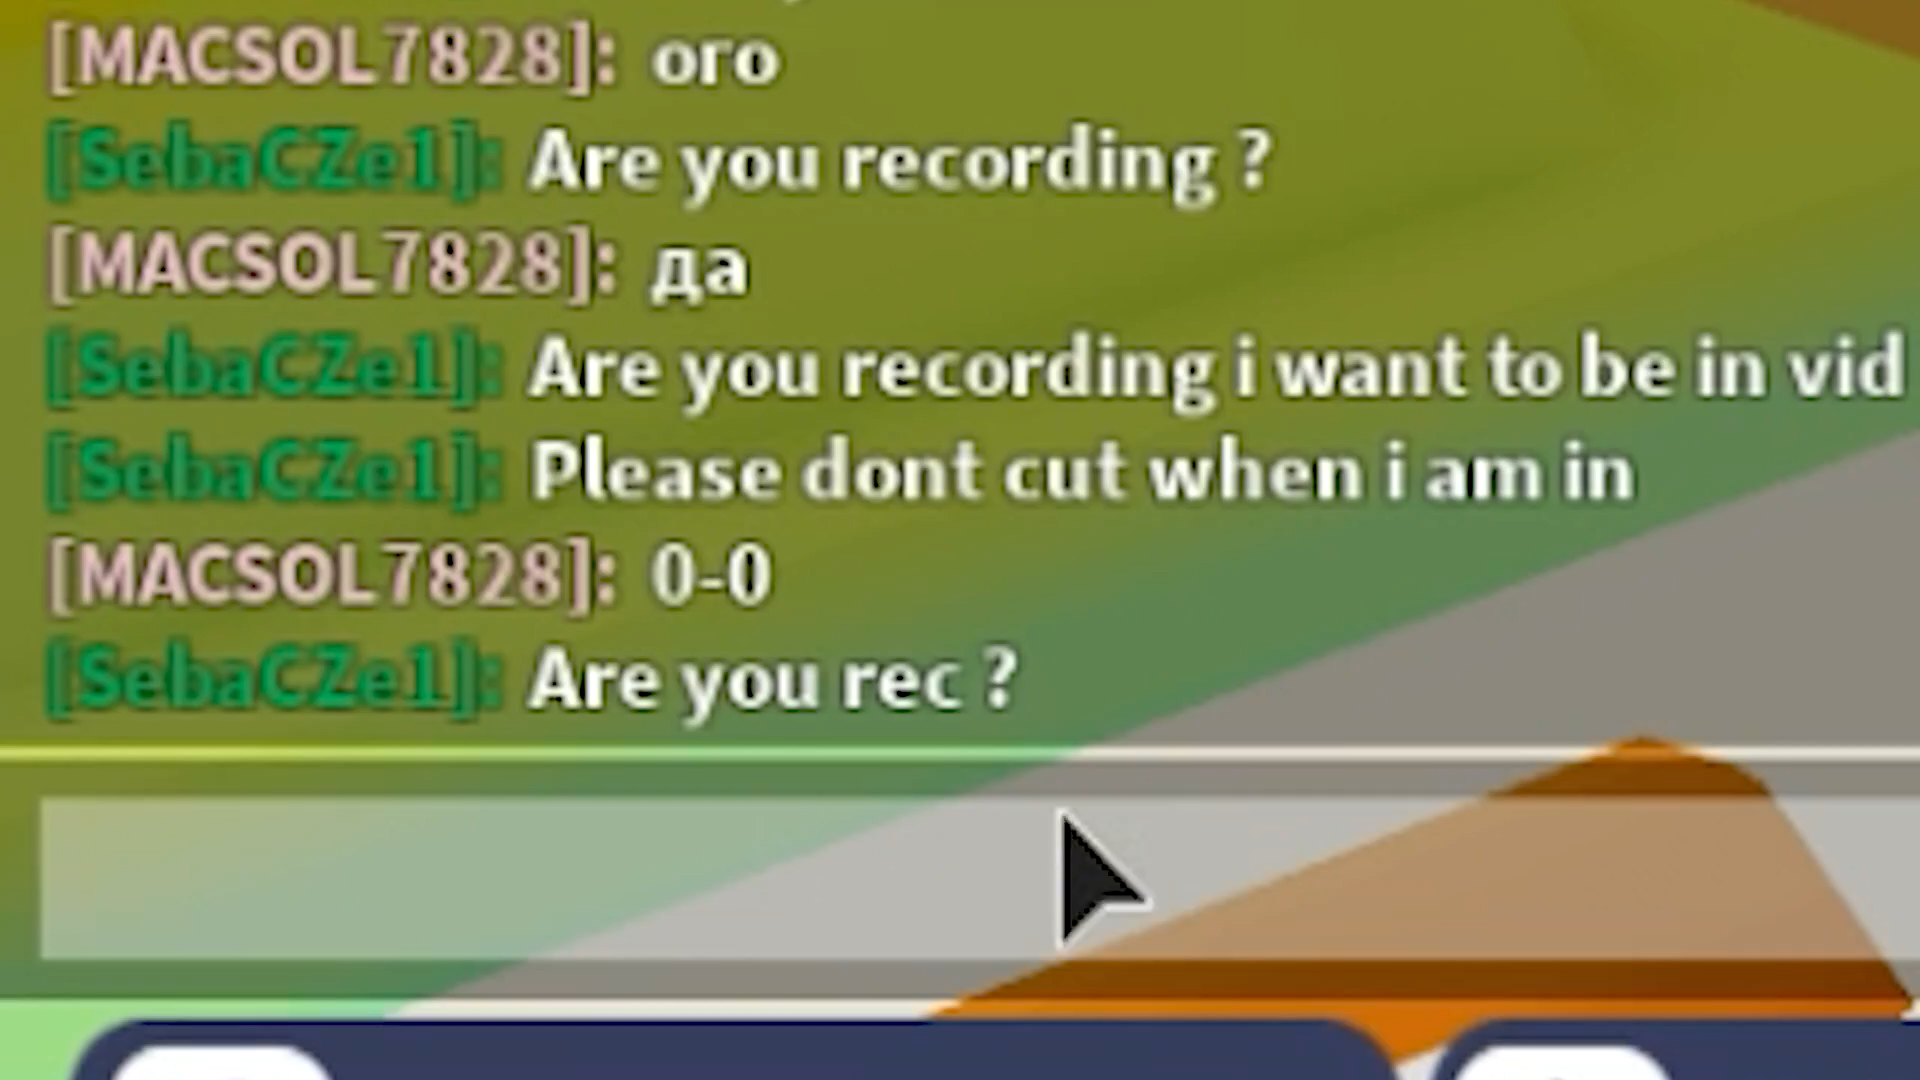 [MACSOL7828]: ого
[SebaCZe1]: Are you recording ?
[MACSOL7828]: да
[SebaCZe1]: Are you recording i want to be in vid
[SebaCZe1]: Please dont cut when i am in
[MACSOL7828]: 0-0
[SebaCZe1]: Are you rec ?